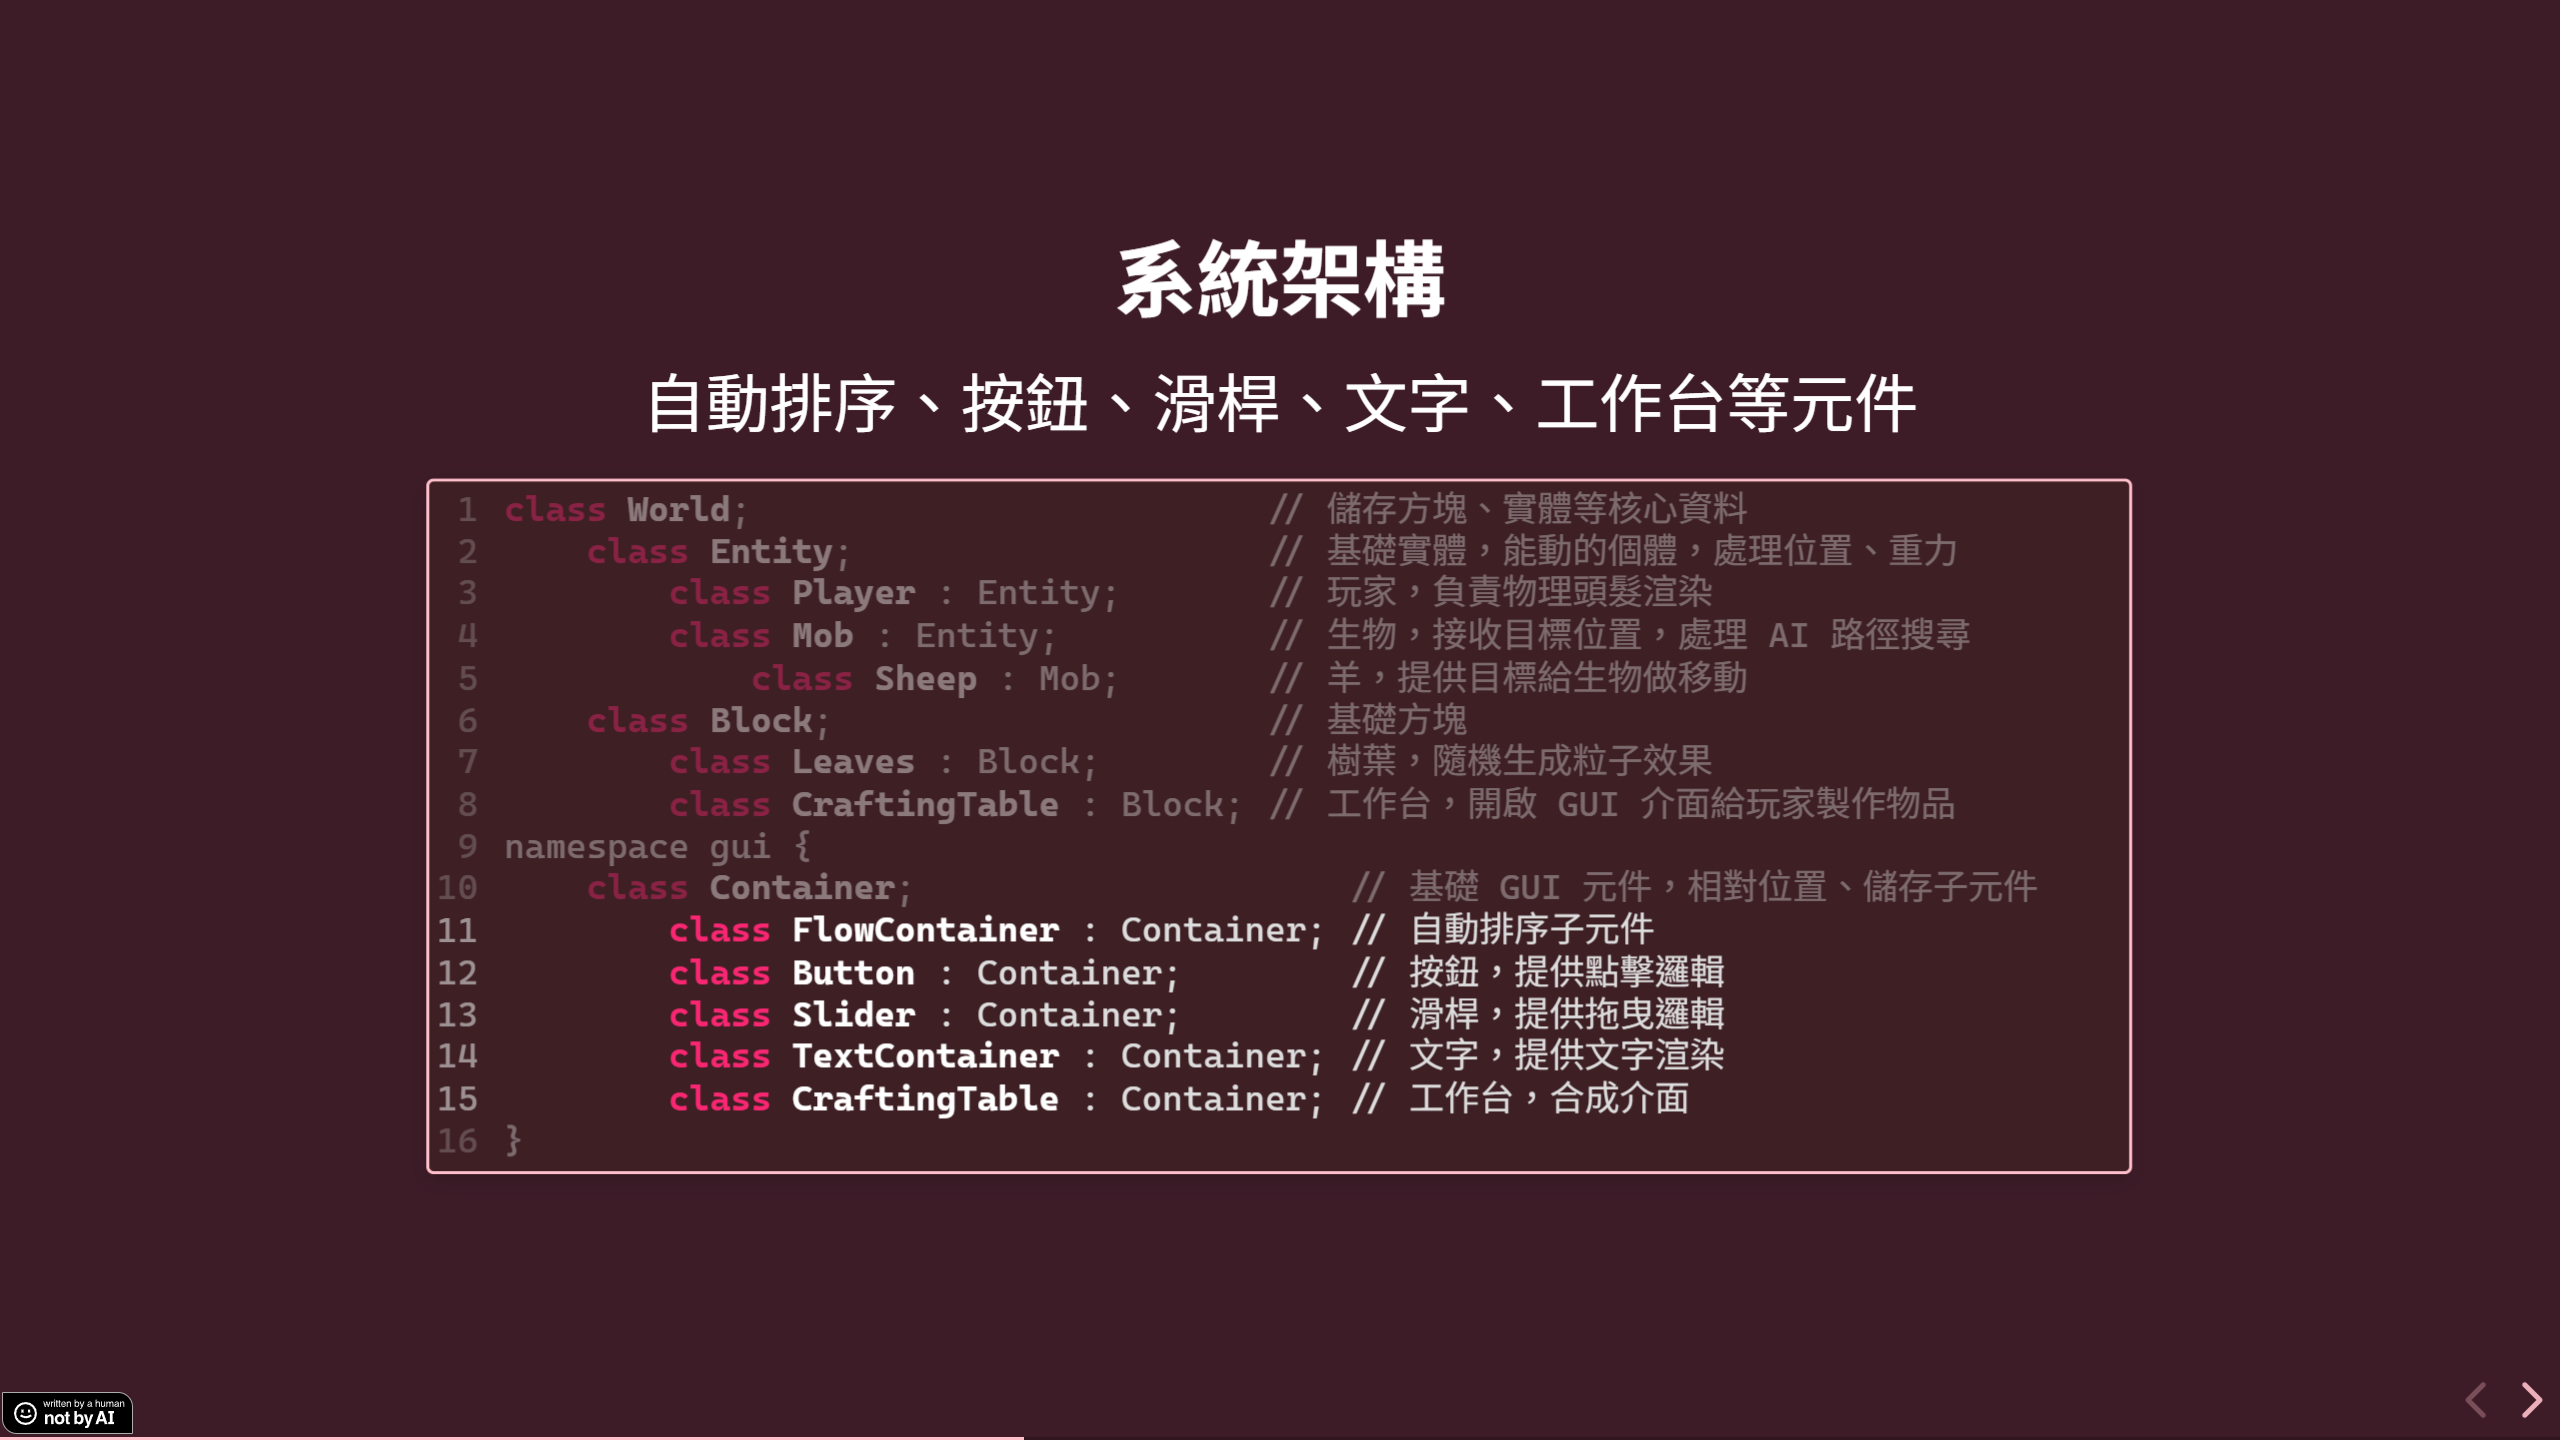 系統架構
自動排序、按鈕、滑桿、文字、工作台等元件
1 class World; // 儲存方塊、實體等核心資料
2 class Entity; // 基礎實體，能動的個體，處理位置、重力
3 class Player : Entity; // 玩家，負責物理頭髮渲染
4 class Mob : Entity; // 生物，接收目標位置，處理 AI 路徑搜尋
5 class Sheep : Mob; // 羊，提供目標給生物做移動
6 class Block; // 基礎方塊
7 class Leaves : Block; // 樹葉，隨機生成粒子效果
8 class CraftingTable : Block; // 工作台，開啟 GUI 介面給玩家製作物品
9 namespace gui {
10 class Container; // 基礎 GUI 元件，相對位置、儲存子元件
11 class FlowContainer : Container; // 自動排序子元件
12 class Button : Container; // 按鈕，提供點擊邏輯
13 class Slider : Container; // 滑桿，提供拖曳邏輯
14 class TextContainer : Container; // 文字，提供文字渲染
15 class CraftingTable : Container; // 工作台，合成介面
16 }
written by a human
not by AI